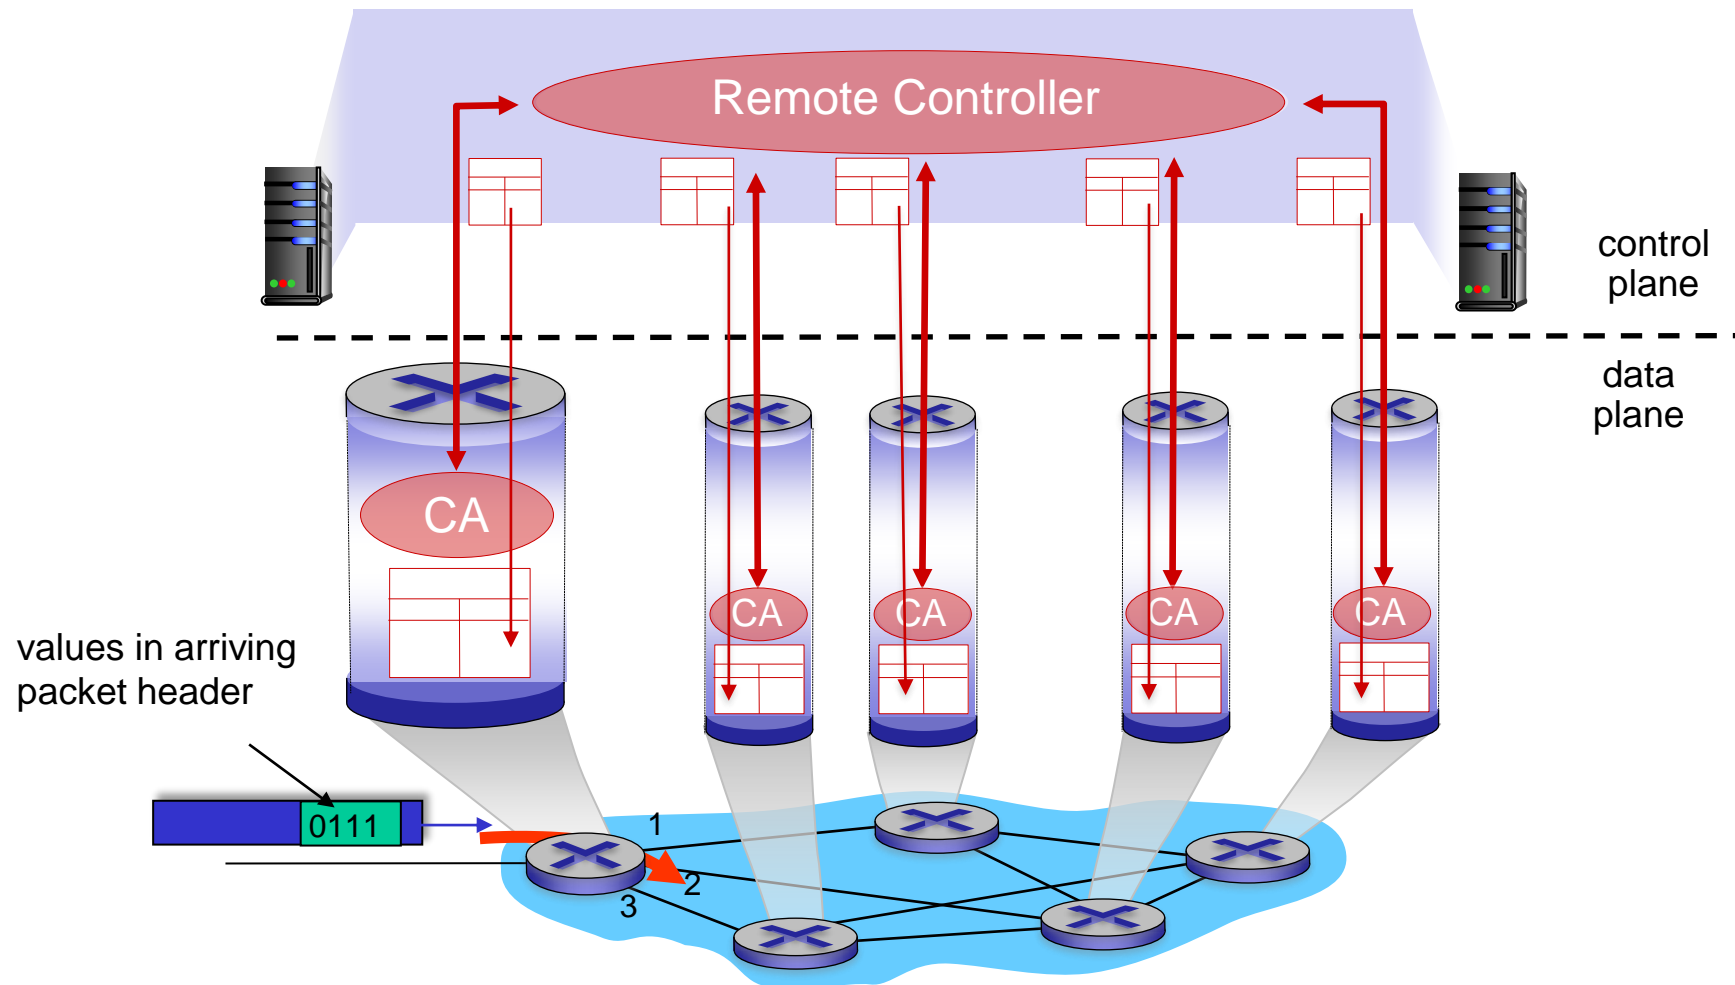 Remote Controller
control
plane
data
plane
CA
CA
CA
CA
CA
values in arriving
packet header
0111
1
2
3